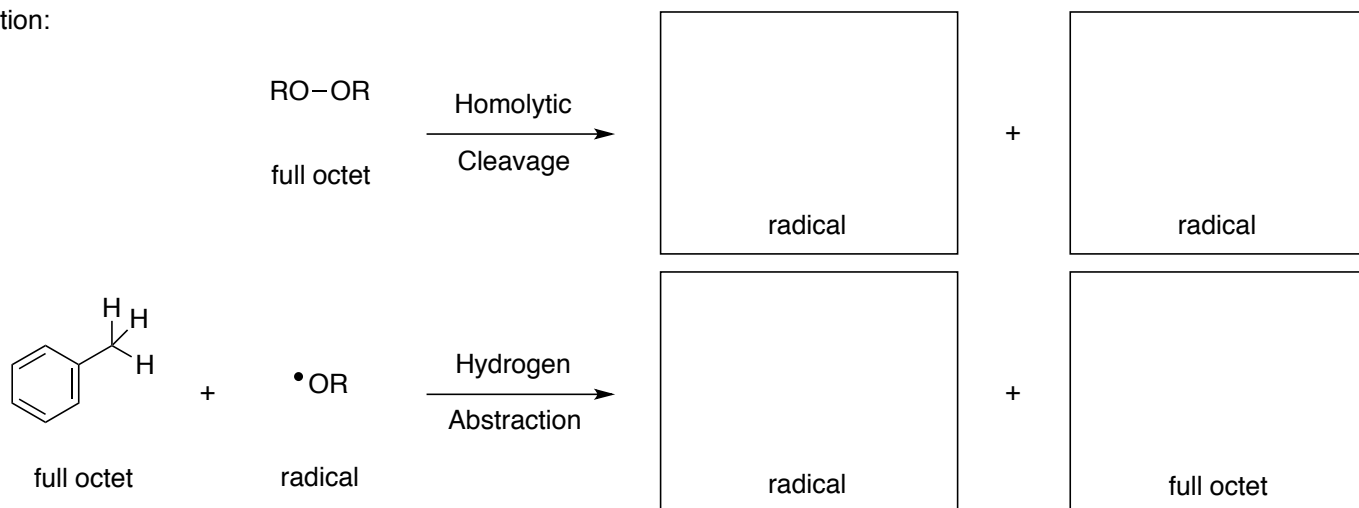 tion:
RO–OR
Homolytic
Cleavage
+
full octet
radical
radical
H
H
H
+
•OR
Hydrogen
Abstraction
+
full octet
radical
radical
full octet